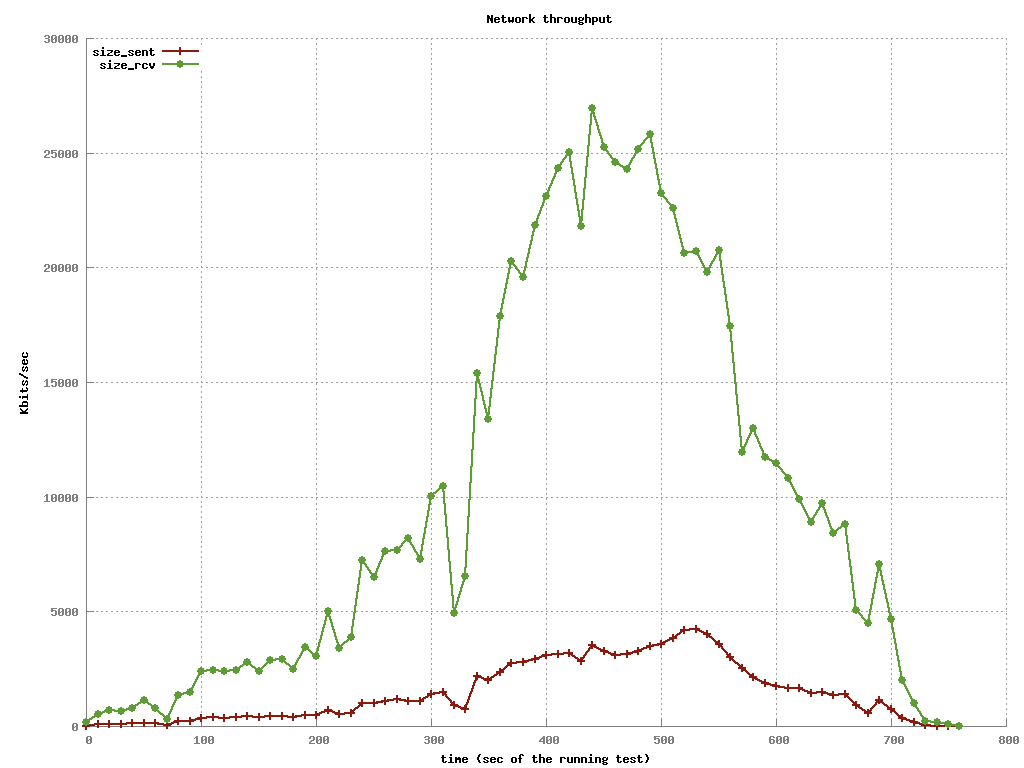 Network throughput
30000
size_sent
size_rcv
25000
20000
15000
Kbits/sec
10000
5000
0
0 100 200 300 400 500 600 700 800
time (sec of the running test)